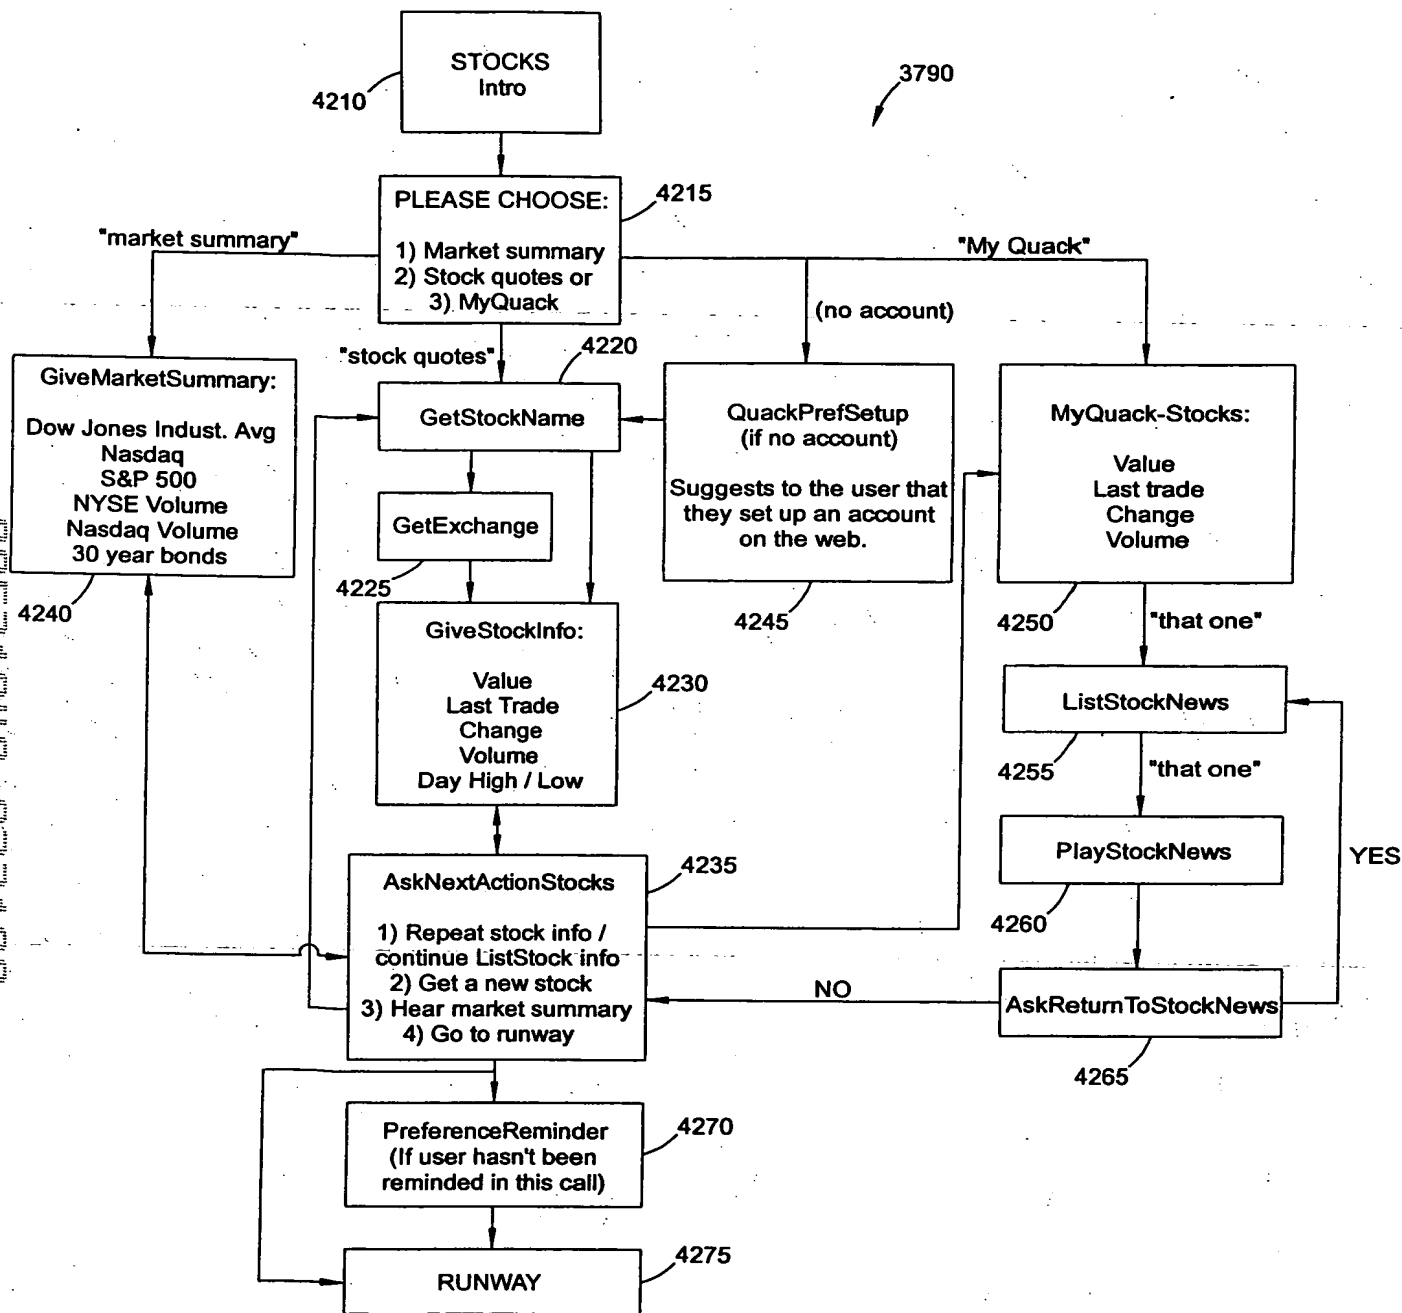 STOCKS
Intro
4210
3790
PLEASE CHOOSE:
1) Market summary
2) Stock quotes or
3) MyQuack
4215
"market summary"
"My Quack"
(no account)
"stock quotes"
4220
GiveMarketSummary:
Dow Jones Indust. Avg
Nasdaq
S&P 500
NYSE Volume
Nasdaq Volume
30 year bonds
4240
GetStockName
GetExchange
4225
QuackPrefSetup
(if no account)
Suggests to the user that
they set up an account
on the web.
4245
MyQuack-Stocks:
Value
Last trade
Change
Volume
4250
"that one"
GiveStockInfo:
Value
Last Trade
Change
Volume
Day High / Low
4230
ListStockNews
4255
"that one"
PlayStockNews
4260
YES
AskNextActionStocks
1) Repeat stock info /
continue ListStock info
2) Get a new stock
3) Hear market summary
4) Go to runway
4235
NO
AskReturnToStockNews
4265
PreferenceReminder
(If user hasn't been
reminded in this call)
4270
RUNWAY
4275